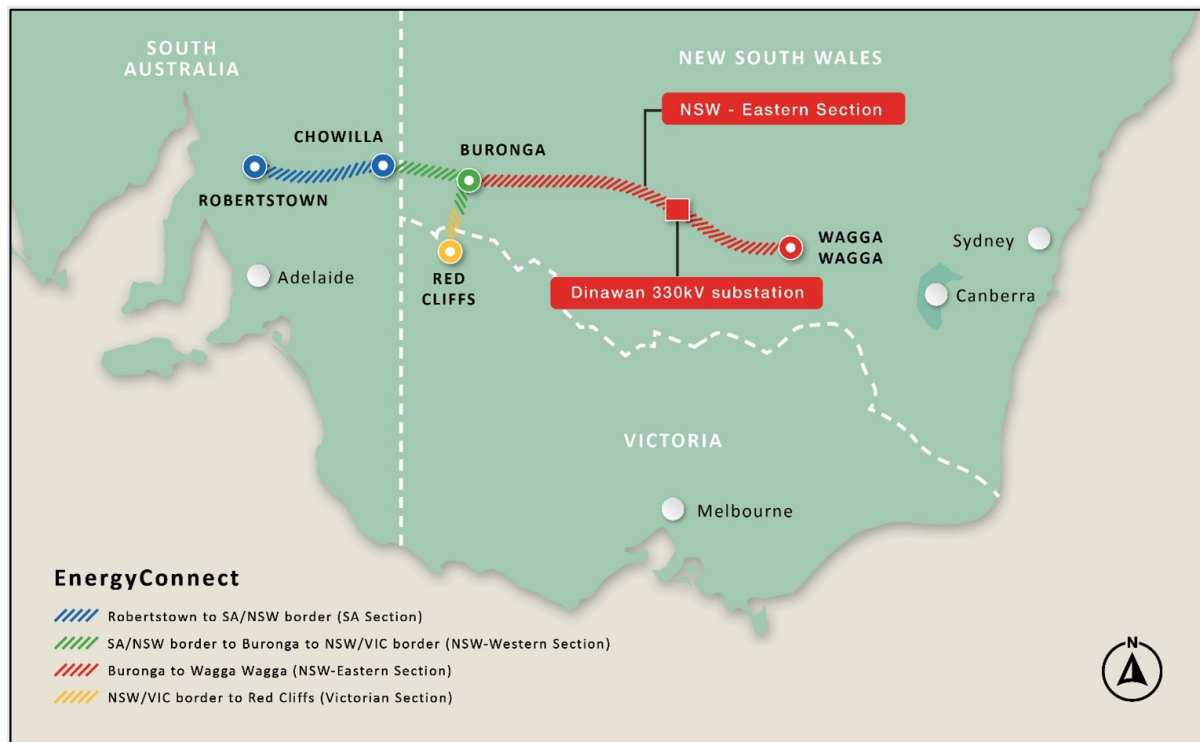 SOUTH
AUSTRALIA
NEW SOUTH WALES
NSW - Eastern Section
CHOWILLA
BURONGA
ROBERTSTOWN
WAGGA
WAGGA
Sydney
Adelaide
RED
CLIFFS
Dinawan 330kV substation
Canberra
VICTORIA
Melbourne
EnergyConnect
Robertstown to SA/NSW border (SA Section)
SA/NSW border to Buronga to NSW/VIC border (NSW-Western Section)
Buronga to Wagga Wagga (NSW-Eastern Section)
NSW/VIC border to Red Cliffs (Victorian Section)
N